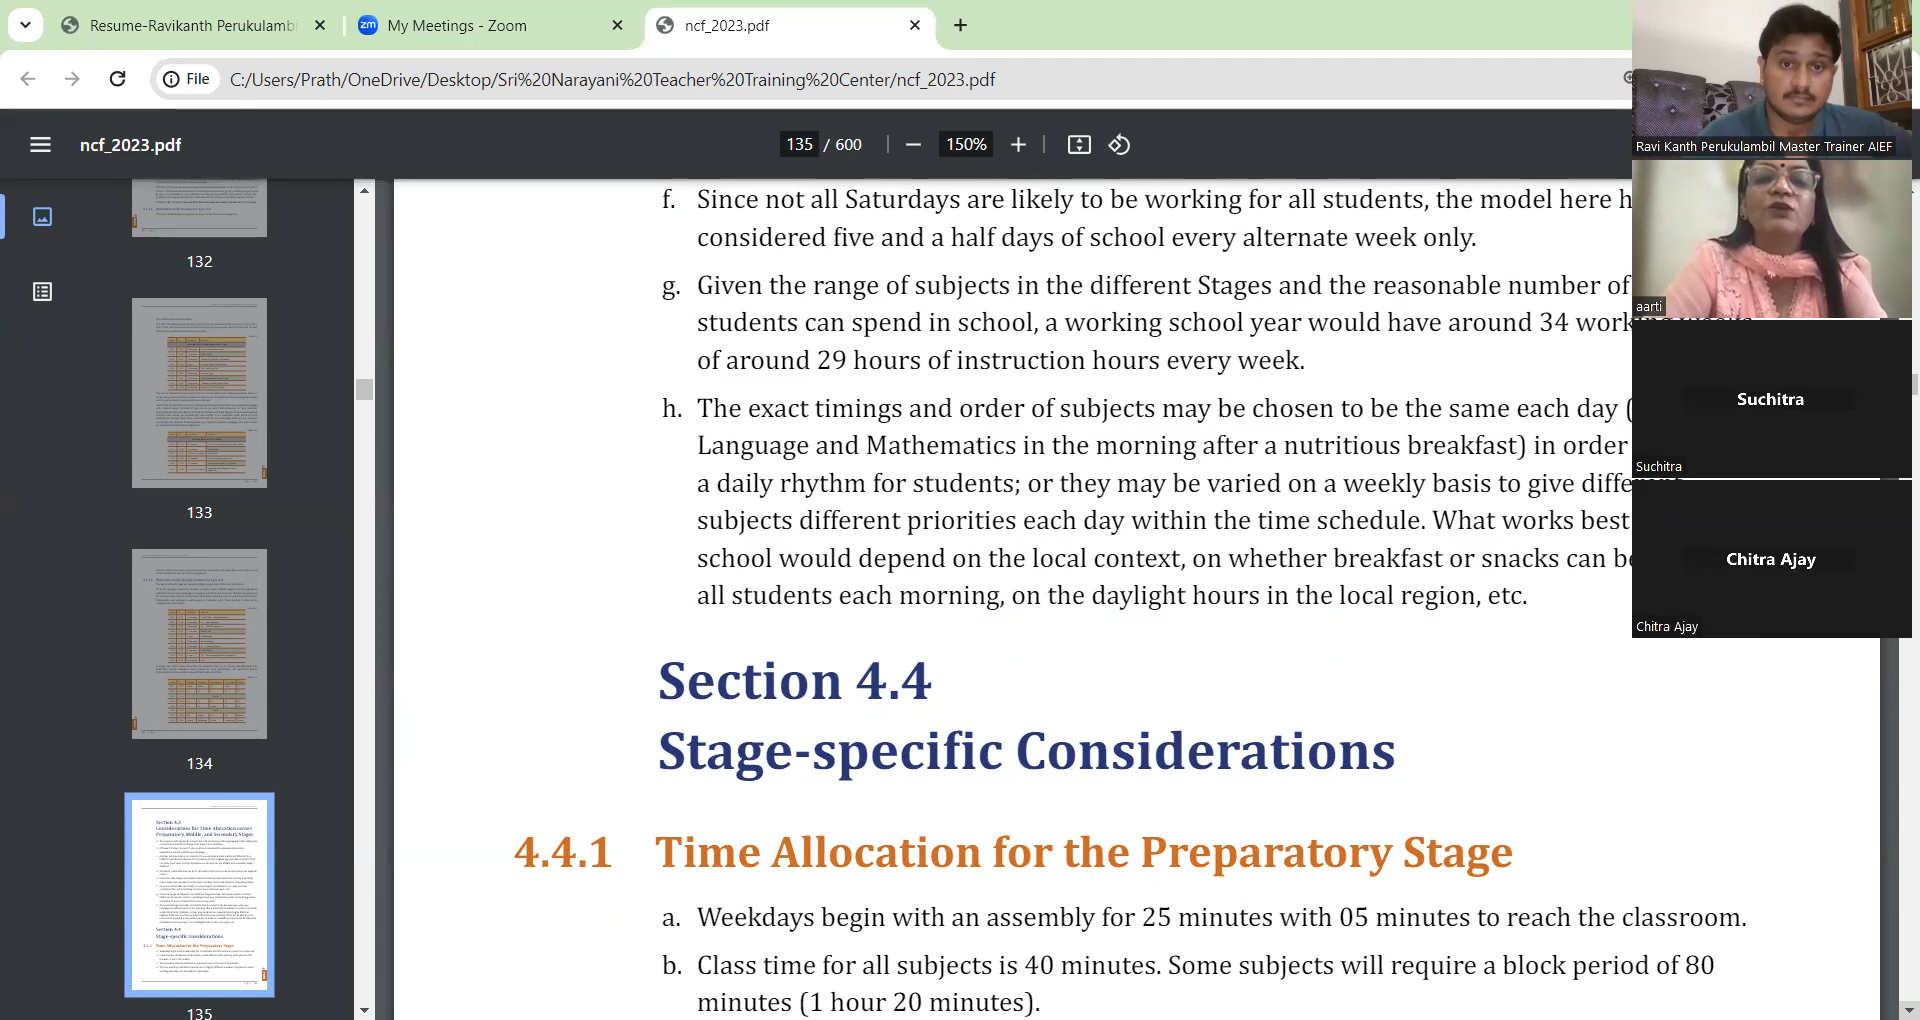 Resume-Ravikanth Perukulambi
zm My Meetings - Zoom
ncf_2023.pdf
File C:/Users/Prath/OneDrive/Desktop/Sri%20Narayani%20Teacher%20Training%20Center/ncf_2023.pdf
ncf_2023.pdf
135 / 600
150%
132
133
134
135
f. Since not all Saturdays are likely to be working for all students, the model here h
considered five and a half days of school every alternate week only.
g. Given the range of subjects in the different Stages and the reasonable number of
students can spend in school, a working school year would have around 34 work
of around 29 hours of instruction hours every week.
h. The exact timings and order of subjects may be chosen to be the same each day (
Language and Mathematics in the morning after a nutritious breakfast) in order
a daily rhythm for students; or they may be varied on a weekly basis to give diffe
subjects different priorities each day within the time schedule. What works best
school would depend on the local context, on whether breakfast or snacks can be
all students each morning, on the daylight hours in the local region, etc.
Section 4.4
Stage-specific Considerations
4.4.1 Time Allocation for the Preparatory Stage
a. Weekdays begin with an assembly for 25 minutes with 05 minutes to reach the classroom.
b. Class time for all subjects is 40 minutes. Some subjects will require a block period of 80
minutes (1 hour 20 minutes).
Ravi Kanth Perukulambil Master Trainer AIEF
aarti
Suchitra
Suchitra
Chitra Ajay
Chitra Ajay